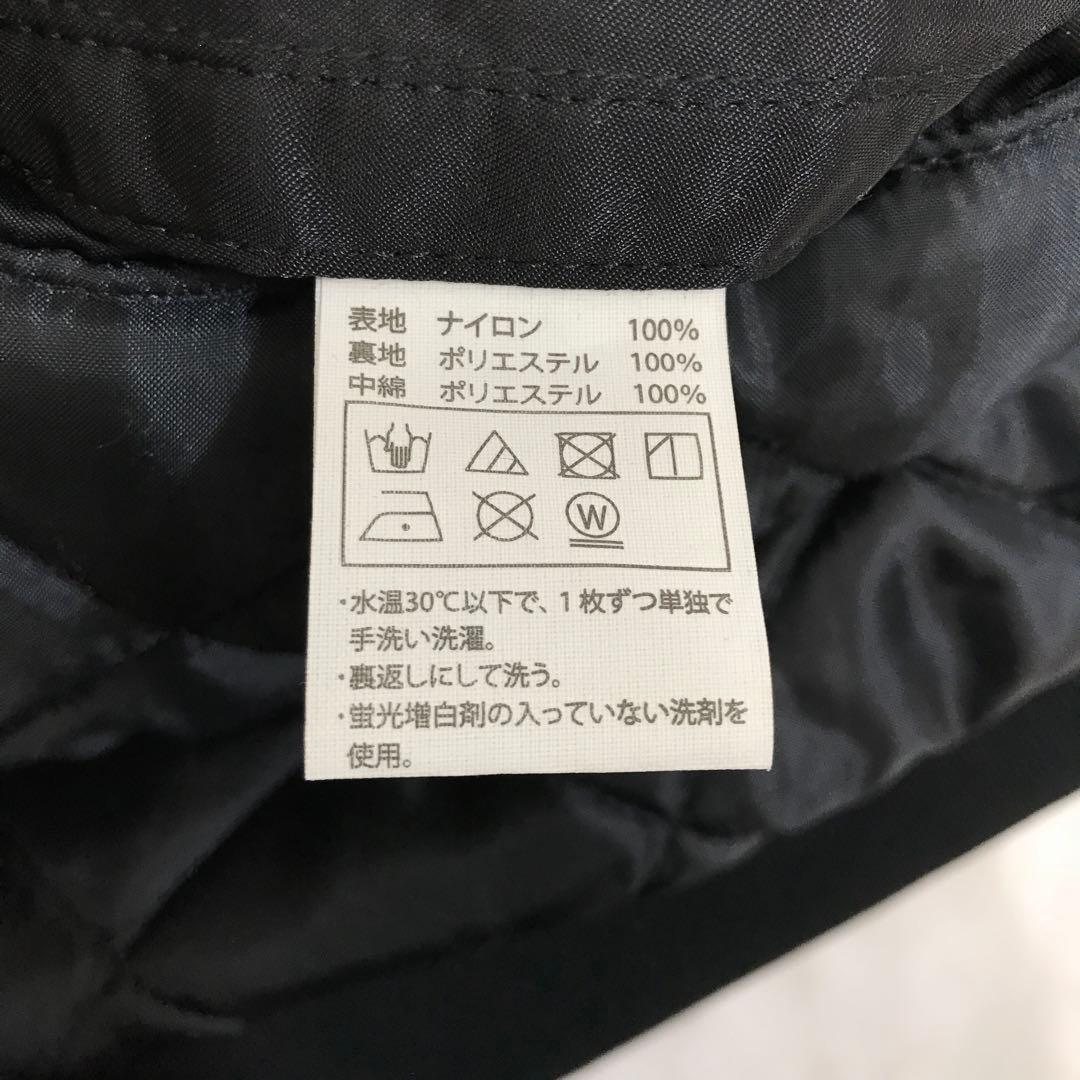 表地 ナイロン 100%
裏地 ポリエステル 100%
中綿 ポリエステル 100%
W
・水温30℃以下で、1枚ずつ単独で
手洗い洗濯。
・裏返しにして洗う。
・蛍光増白剤の入っていない洗剤を
使用。